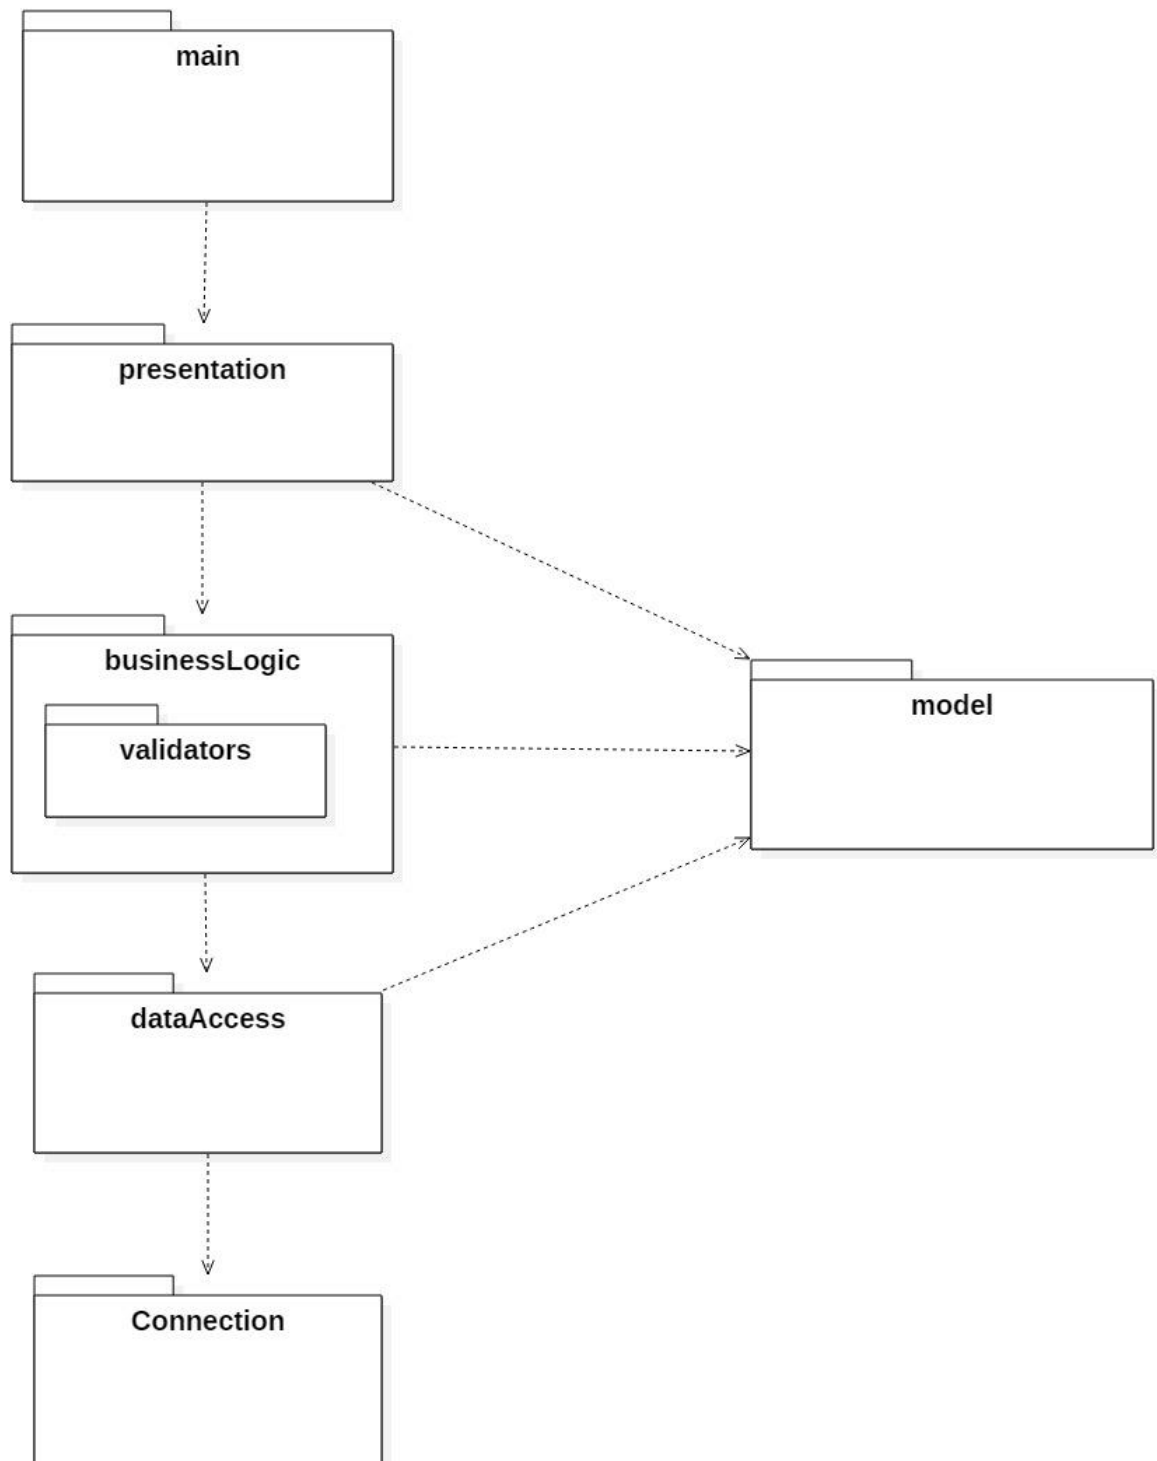 main
presentation
businessLogic
validators
model
dataAccess
Connection